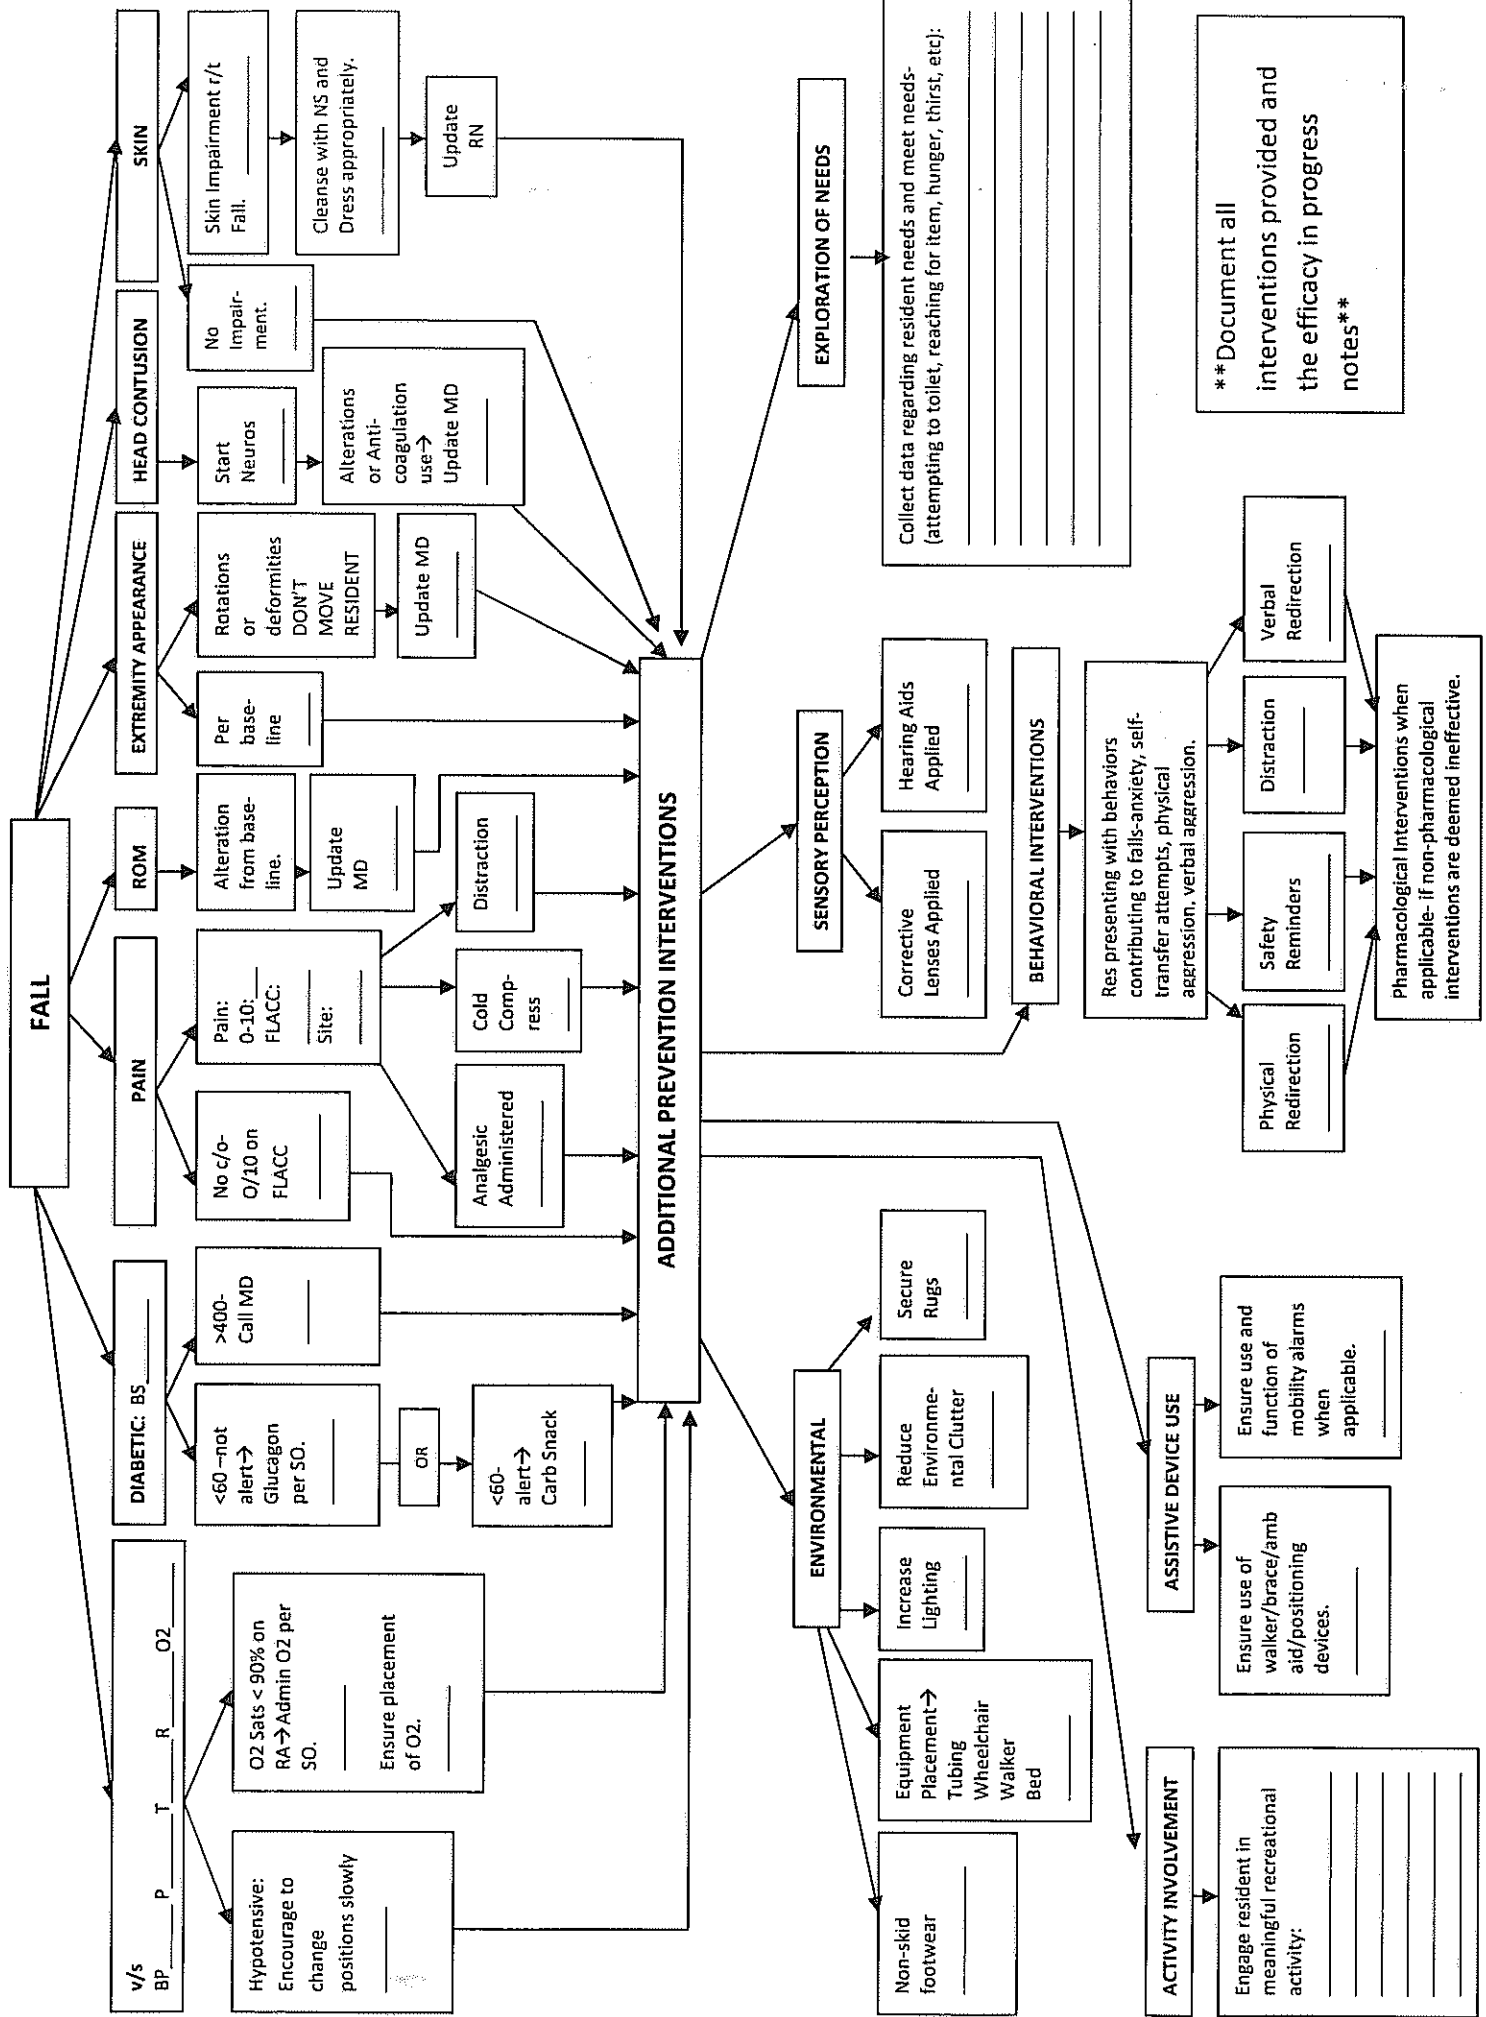 FALL
v/s
BP____ P____ T____ R____ O2____
Hypotensive:
Encourage to
change
positions slowly
O2 Sats < 90% on
RA→Admin O2 per
SO.
Ensure placement
of O2.
DIABETIC: BS____
<60 –not
alert→
Glucagon
per SO.
OR
<60-
alert→
Carb Snack
>400-
Call MD
PAIN
No c/o-
0/10 on
FLACC
Pain:
0-10:__
FLACC:
Site:
Analgesic
Administered
Cold
Comp-
ress
Distraction
ROM
Alteration
from base-
line.
Update
MD
EXTREMITY APPEARANCE
Per
base-
line
Rotations
or
deformities
DON'T
MOVE
RESIDENT
Update MD
HEAD CONTUSION
Start
Neuros
Alterations
or Anti-
coagulation
use→
Update MD
SKIN
No
Impair-
ment.
Skin Impairment r/t
Fall.
Cleanse with NS and
Dress appropriately.
Update
RN
ADDITIONAL PREVENTION INTERVENTIONS
ENVIRONMENTAL
Non-skid
footwear
Equipment
Placement→
Tubing
Wheelchair
Walker
Bed
Increase
Lighting
Reduce
Environme-
ntal Clutter
Secure
Rugs
SENSORY PERCEPTION
Corrective
Lenses Applied
Hearing Aids
Applied
EXPLORATION OF NEEDS
Collect data regarding resident needs and meet needs-
(attempting to toilet, reaching for item, hunger, thirst, etc):
BEHAVIORAL INTERVENTIONS
Res presenting with behaviors
contributing to falls-anxiety, self-
transfer attempts, physical
aggression, verbal aggression.
Physical
Redirection
Safety
Reminders
Distraction
Verbal
Redirection
Pharmacological Interventions when
applicable- if non-pharmacological
interventions are deemed ineffective.
ACTIVITY INVOLVEMENT
Engage resident in
meaningful recreational
activity:
ASSISTIVE DEVICE USE
Ensure use of
walker/brace/amb
aid/positioning
devices.
Ensure use and
function of
mobility alarms
when
applicable.
**Document all
interventions provided and
the efficacy in progress
notes**